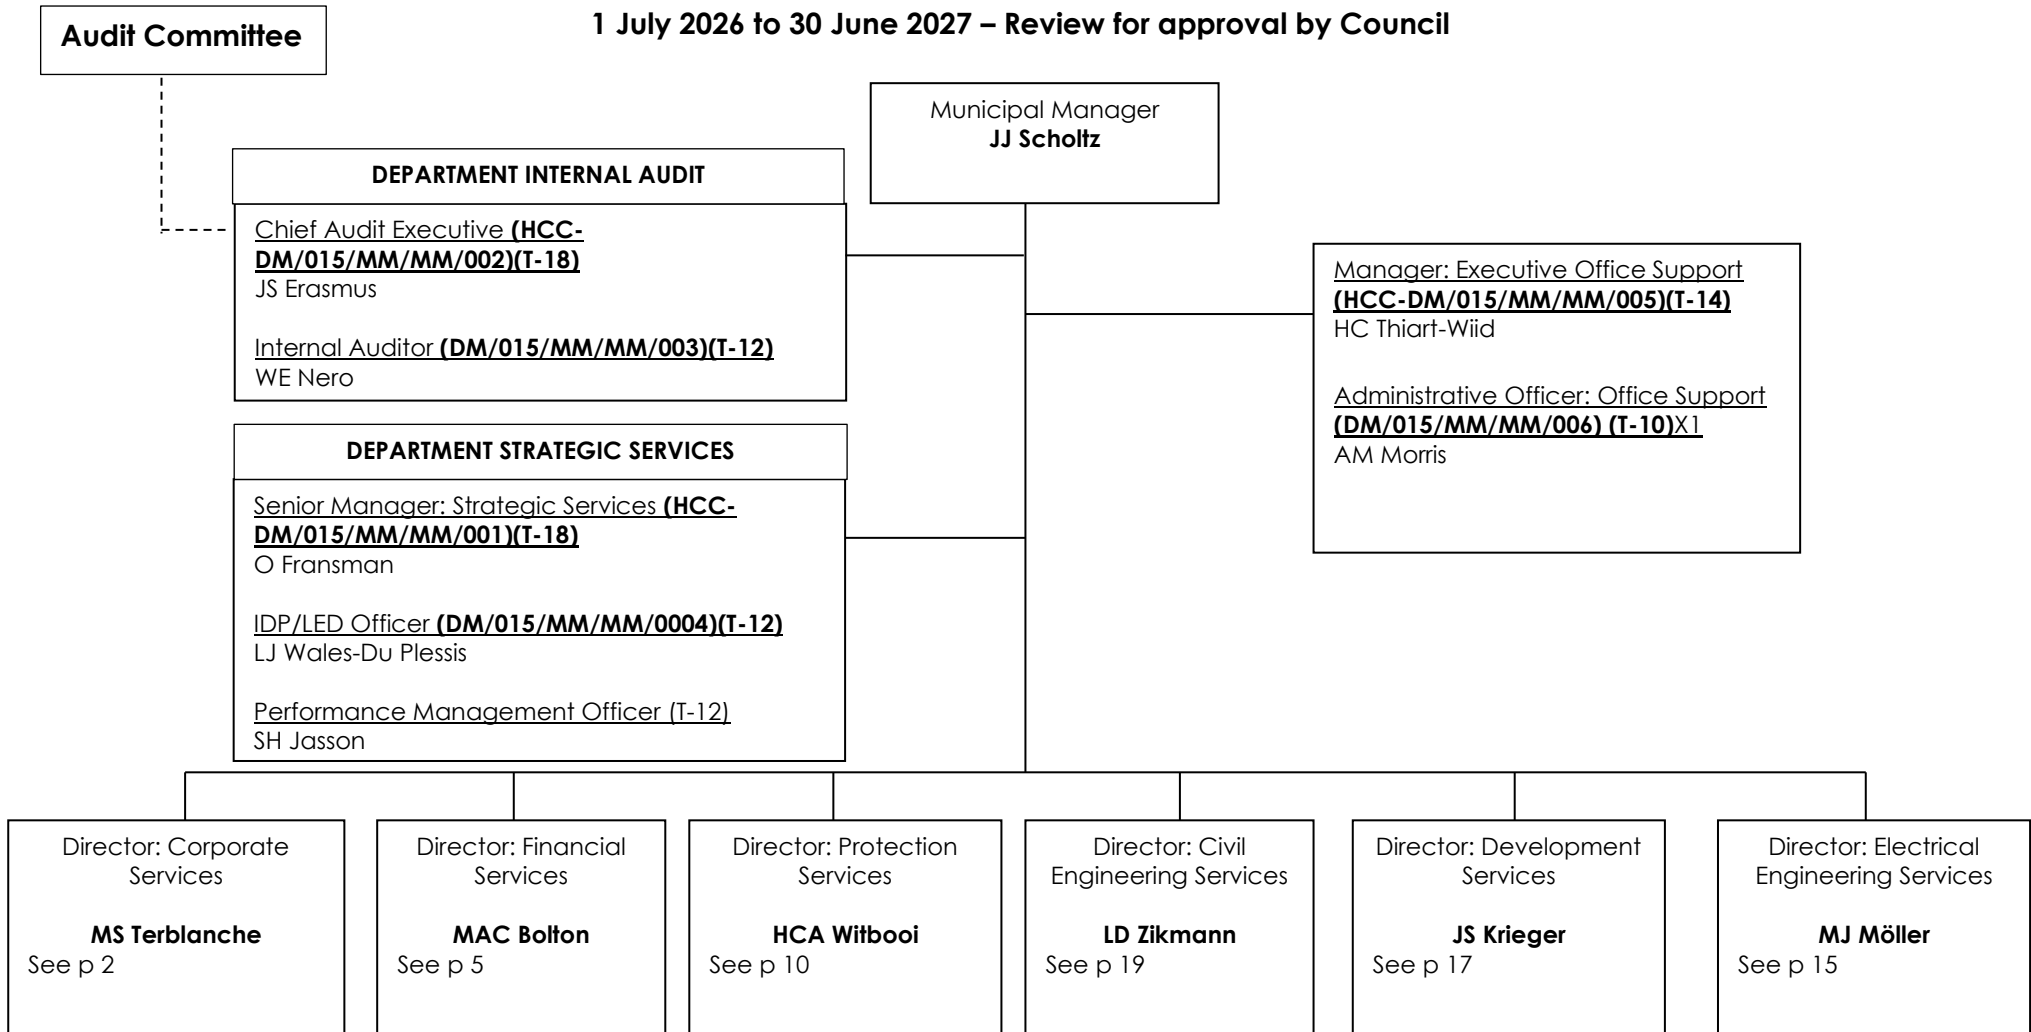 Audit Committee
1 July 2026 to 30 June 2027 – Review for approval by Council
Municipal Manager
JJ Scholtz
DEPARTMENT INTERNAL AUDIT
Chief Audit Executive (HCC-
DM/015/MM/MM/002)(T-18)
JS Erasmus
Internal Auditor (DM/015/MM/MM/003)(T-12)
WE Nero
Manager: Executive Office Support
(HCC-DM/015/MM/MM/005)(T-14)
HC Thiart-Wiid
Administrative Officer: Office Support
(DM/015/MM/MM/006) (T-10)X1
AM Morris
DEPARTMENT STRATEGIC SERVICES
Senior Manager: Strategic Services (HCC-
DM/015/MM/MM/001)(T-18)
O Fransman
IDP/LED Officer (DM/015/MM/MM/0004)(T-12)
LJ Wales-Du Plessis
Performance Management Officer (T-12)
SH Jasson
Director: Corporate
Services
MS Terblanche
See p 2
Director: Financial
Services
MAC Bolton
See p 5
Director: Protection
Services
HCA Witbooi
See p 10
Director: Civil
Engineering Services
LD Zikmann
See p 19
Director: Development
Services
JS Krieger
See p 17
Director: Electrical
Engineering Services
MJ Möller
See p 15